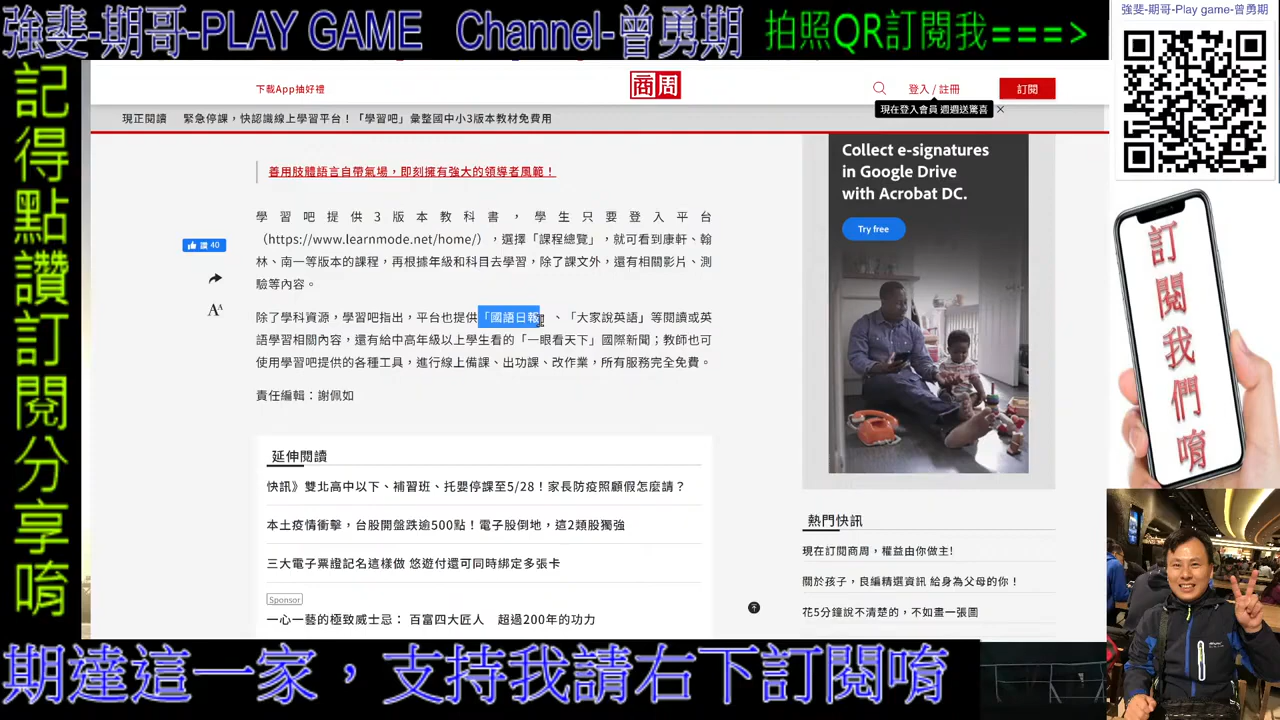 強斐-期哥-PLAY GAME Channel-曾勇期 拍照QR訂閱我===>
強斐-期哥-Play game-曾勇期
記得點讚訂閱分享唷
下載App抽好禮
商周
登入 / 註冊
訂閱
現在登入會員 週週送驚喜
現正閱讀 緊急停課，快認識線上學習平台！「學習吧」彙整國中小3版本教材免費用
善用肢體語言自帶氣場，即刻擁有強大的領導者風範！
學習吧提供3版本教科書，學生只要登入平台
（https://www.learnmode.net/home/），選擇「課程總覽」，就可看到康軒、翰
林、南一等版本的課程，再根據年級和科目去學習，除了課文外，還有相關影片、測
驗等內容。
讚 40
除了學科資源，學習吧指出，平台也提供「國語日報」、「大家說英語」等閱讀或英
語學習相關內容，還有給中高年級以上學生看的「一眼看天下」國際新聞；教師也可
使用學習吧提供的各種工具，進行線上備課、出功課、改作業，所有服務完全免費。
責任編輯：謝佩如
延伸閱讀
快訊》雙北高中以下、補習班、托嬰停課至5/28！家長防疫照顧假怎麼請？
本土疫情衝擊，台股開盤跌逾500點！電子股倒地，這2類股獨強
三大電子票證記名這樣做 悠遊付還可同時綁定多張卡
Sponsor
一心一藝的極致威士忌： 百富四大匠人 超過200年的功力
Collect e-signatures
in Google Drive
with Acrobat DC.
Try free
熱門快訊
現在訂閱商周，權益由你做主!
關於孩子，良編精選資訊 給身為父母的你！
花5分鐘說不清楚的，不如畫一張圖
訂閱我們唷
期達這一家，支持我請右下訂閱唷